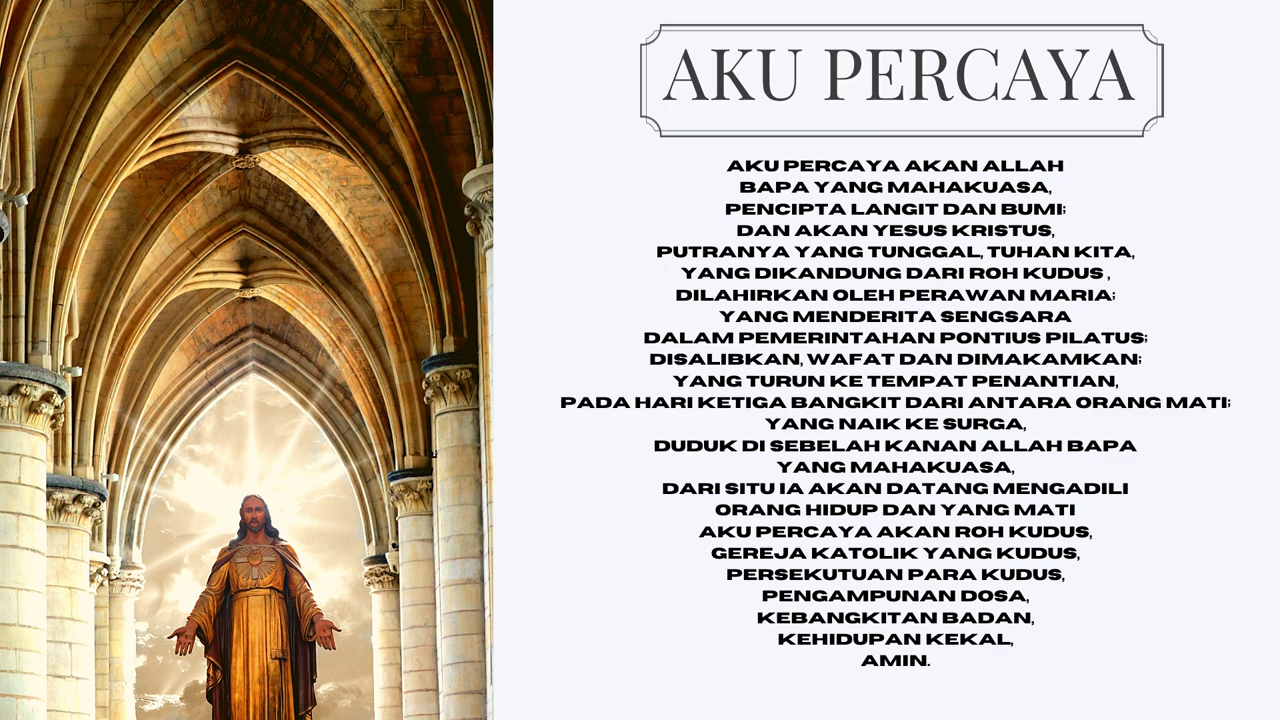 AKU PERCAYA
AKU PERCAYA AKAN ALLAH
BAPA YANG MAHAKUASA,
PENCIPTA LANGIT DAN BUMI;
DAN AKAN YESUS KRISTUS,
PUTRANYA YANG TUNGGAL, TUHAN KITA,
YANG DIKANDUNG DARI ROH KUDUS ,
DILAHIRKAN OLEH PERAWAN MARIA;
YANG MENDERITA SENGSARA
DALAM PEMERINTAHAN PONTIUS PILATUS;
DISALIBKAN, WAFAT DAN DIMAKAMKAN;
YANG TURUN KE TEMPAT PENANTIAN,
PADA HARI KETIGA BANGKIT DARI ANTARA ORANG MATI;
YANG NAIK KE SURGA,
DUDUK DI SEBELAH KANAN ALLAH BAPA
YANG MAHAKUASA,
DARI SITU IA AKAN DATANG MENGADILI
ORANG HIDUP DAN YANG MATI
AKU PERCAYA AKAN ROH KUDUS,
GEREJA KATOLIK YANG KUDUS,
PERSEKUTUAN PARA KUDUS,
PENGAMPUNAN DOSA,
KEBANGKITAN BADAN,
KEHIDUPAN KEKAL,
AMIN.